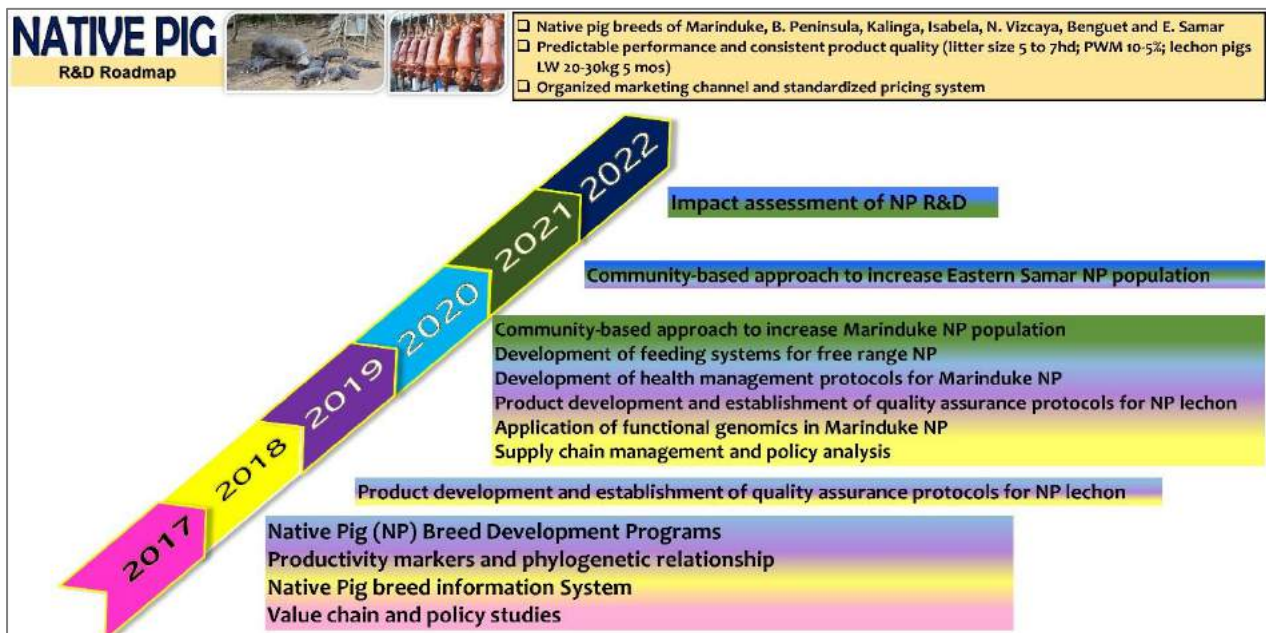 NATIVE PIG
R&D Roadmap
❑ Native pig breeds of Marinduke, B. Peninsula, Kalinga, Isabela, N. Vizcaya, Benguet and E. Samar
❑ Predictable performance and consistent product quality (litter size 5 to 7hd; PWM 10-5%; lechon pigs
LW 20-30kg 5 mos)
❑ Organized marketing channel and standardized pricing system
2022
Impact assessment of NP R&D
2021
Community-based approach to increase Eastern Samar NP population
2020
Community-based approach to increase Marinduke NP population
Development of feeding systems for free range NP
Development of health management protocols for Marinduke NP
Product development and establishment of quality assurance protocols for NP lechon
Application of functional genomics in Marinduke NP
Supply chain management and policy analysis
2019
2018
Product development and establishment of quality assurance protocols for NP lechon
2017
Native Pig (NP) Breed Development Programs
Productivity markers and phylogenetic relationship
Native Pig breed information System
Value chain and policy studies